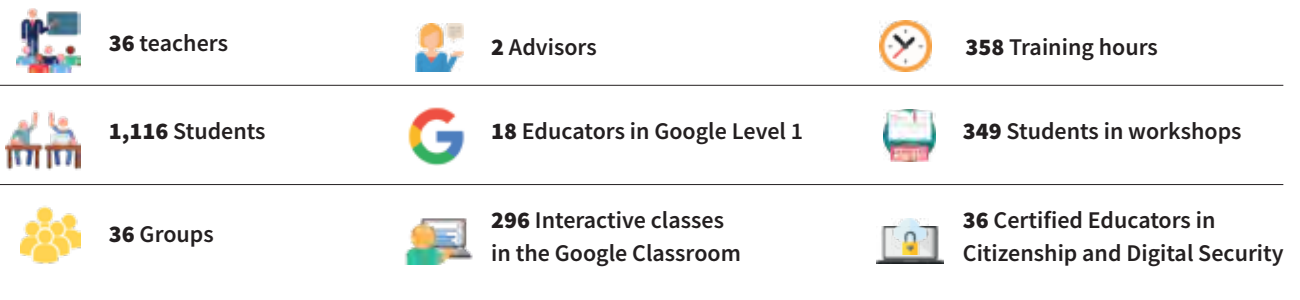 36 teachers
2 Advisors
358 Training hours
1,116 Students
18 Educators in Google Level 1
349 Students in workshops
36 Groups
296 Interactive classes
in the Google Classroom
36 Certified Educators in
Citizenship and Digital Security